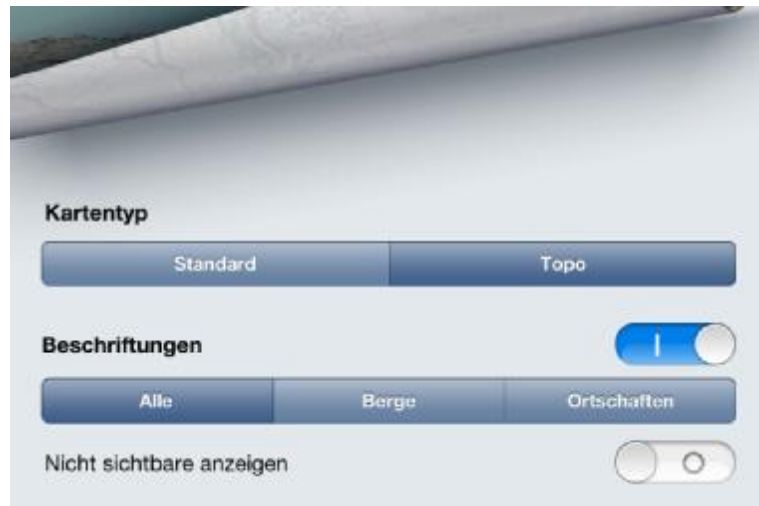 Kartentyp
Standard Topo
Beschriftungen
Alle Berge Ortschaften
Nicht sichtbare anzeigen